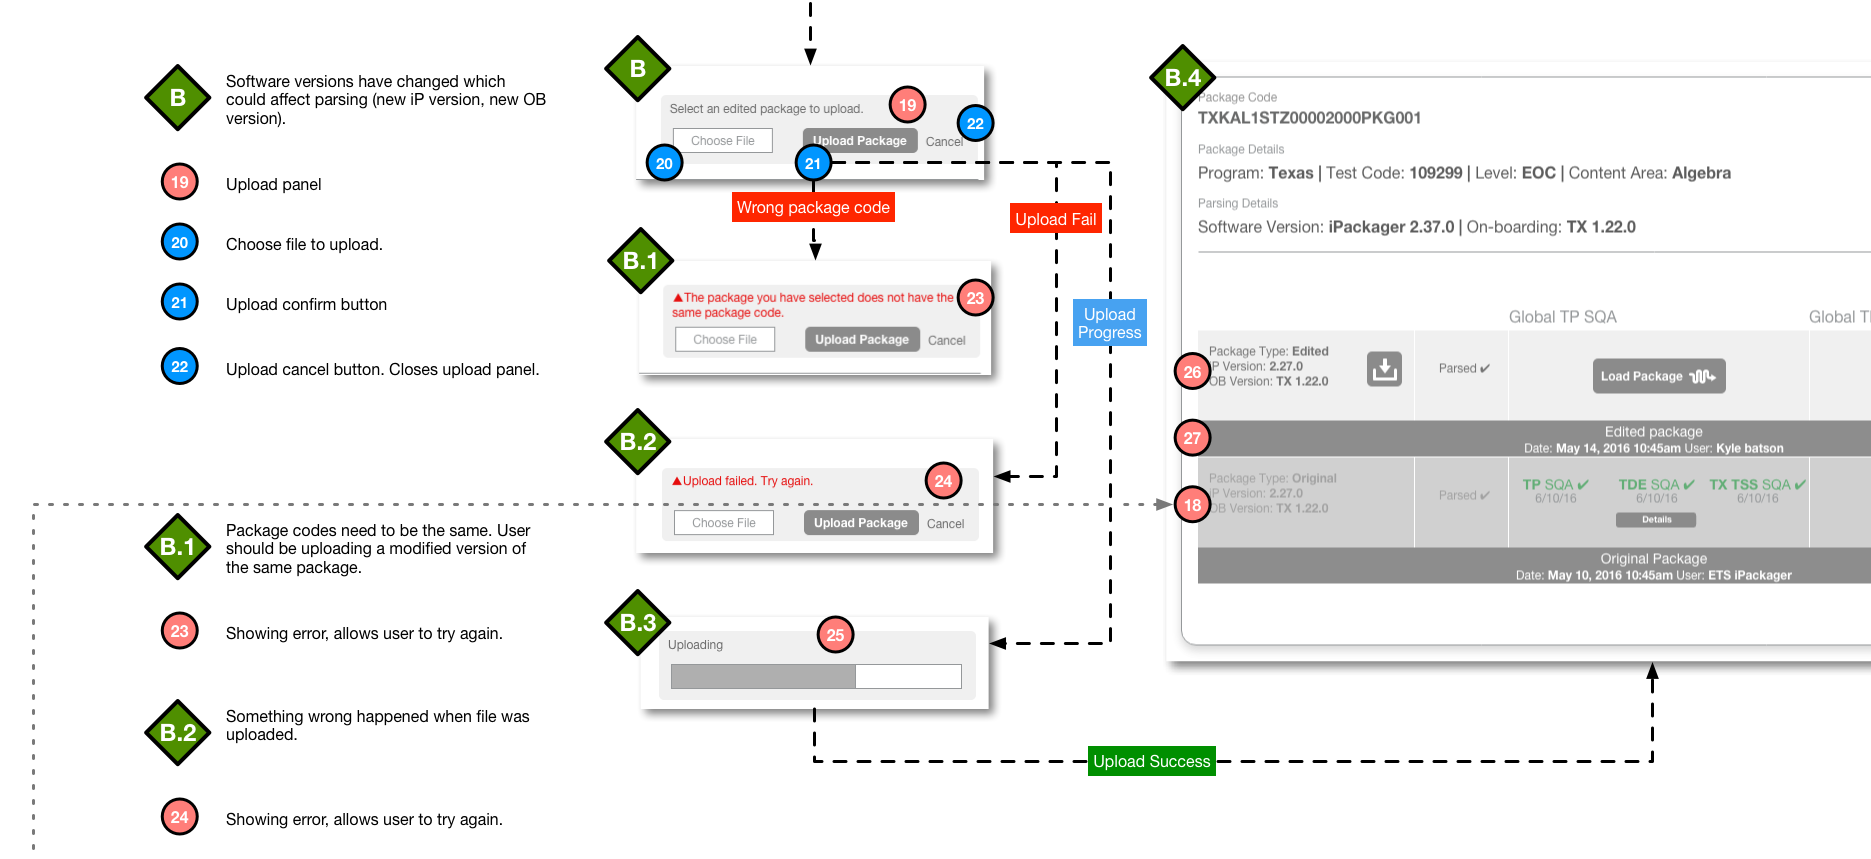 B
Software versions have changed which
could affect parsing (new iP version, new OB
version).
19
Upload panel
20
Choose file to upload.
21
Upload confirm button
22
Upload cancel button. Closes upload panel.
B.1
Package codes need to be the same. User
should be uploading a modified version of
the same package.
23
Showing error, allows user to try again.
B.2
Something wrong happened when file was
uploaded.
24
Showing error, allows user to try again.
B
Select an edited package to upload.
19
22
Choose File
Upload Package
Cancel
20
21
Wrong package code
Upload Fail
Upload
Progress
B.1
▲The package you have selected does not have the
same package code.
23
Choose File
Upload Package
Cancel
B.2
▲Upload failed. Try again.
24
Choose File
Upload Package
Cancel
B.3
25
Uploading
Upload Success
B.4
Package Code
TXKAL1STZ00002000PKG001
Package Details
Program: Texas | Test Code: 109299 | Level: EOC | Content Area: Algebra
Parsing Details
Software Version: iPackager 2.37.0 | On-boarding: TX 1.22.0
Global TP SQA
Global
26
Package Type: Edited
P Version: 2.27.0
OB Version: TX 1.22.0
Parsed ✔
Load Package
27
Edited package
Date: May 14, 2016 10:45am User: Kyle batson
18
Package Type: Original
P Version: 2.27.0
OB Version: TX 1.22.0
Parsed ✔
TP SQA ✔ TDE SQA ✔ TX TSS SQA ✔
6/10/16 6/10/16 6/10/16
Details
Original Package
Date: May 10, 2016 10:45am User: ETS iPackager